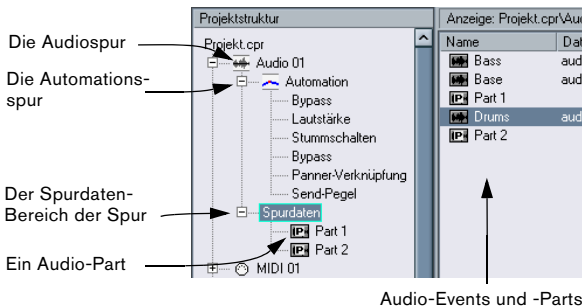 Projektstruktur
Anzeige: Projekt.cpr\Au
Die Audiospur
Projekt.cpr
Name Dat
Audio 01
Bass aud
Die Automations-
spur
Automation
Base aud
Bypass
Part 1
Lautstärke
Drums aud
Stummschalten
Part 2
Bypass
Panner-Verknüpfung
Send-Pegel
Der Spurdaten-
Bereich der Spur
Spurdaten
Part 1
Part 2
Ein Audio-Part
MIDI 01
Audio-Events und -Parts